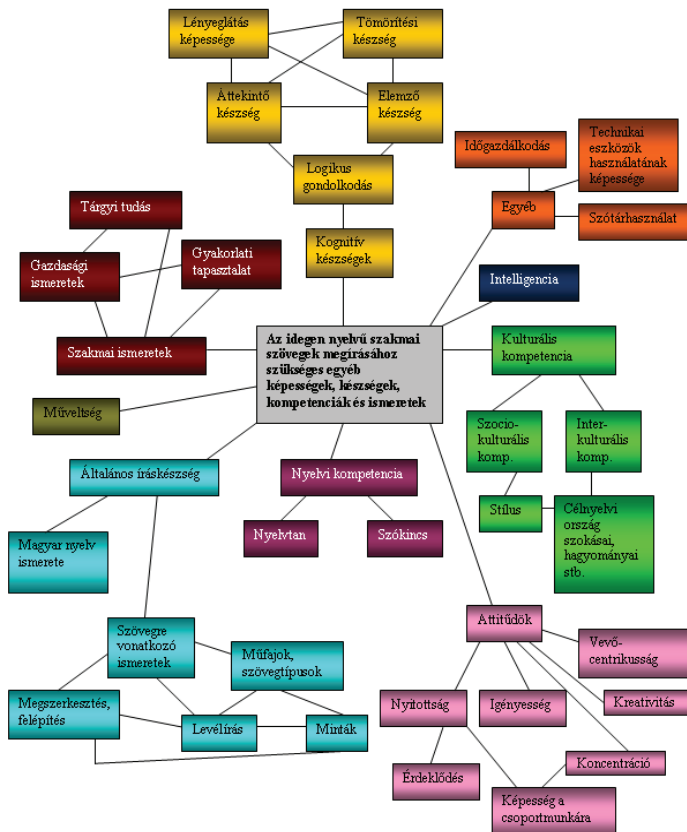 Lényeglátás
képessége
Tömörítési
készség
Áttekintő
készség
Elemző
készség
Logikus
gondolkodás
Kognitív
készségek
Időgazdálkodás
Technikai
eszközök
használatának
képessége
Egyéb
Szótárhasználat
Tárgyi tudás
Gazdasági
ismeretek
Gyakorlati
tapasztalat
Szakmai ismeretek
Intelligencia
Az idegen nyelvű szakmai
szövegek megírásához
szükséges egyéb
képességek, készségek,
kompetenciák és ismeretek
Kulturális
kompetencia
Műveltség
Szocio-
kulturális
komp.
Inter-
kulturális
komp.
Stílus
Célnyelvi
ország
szokásai,
hagyományai
stb.
Általános íráskészség
Nyelvi kompetencia
Magyar nyelv
ismerete
Nyelvtan
Szókincs
Szövegre
vonatkozó
ismeretek
Műfajok,
szövegtípusok
Megszerkesztés,
felépítés
Levélírás
Minták
Attitűdök
Vevő-
centrikusság
Nyitottság
Igényesség
Kreativitás
Érdeklődés
Koncentráció
Képesség a
csoportmunkára